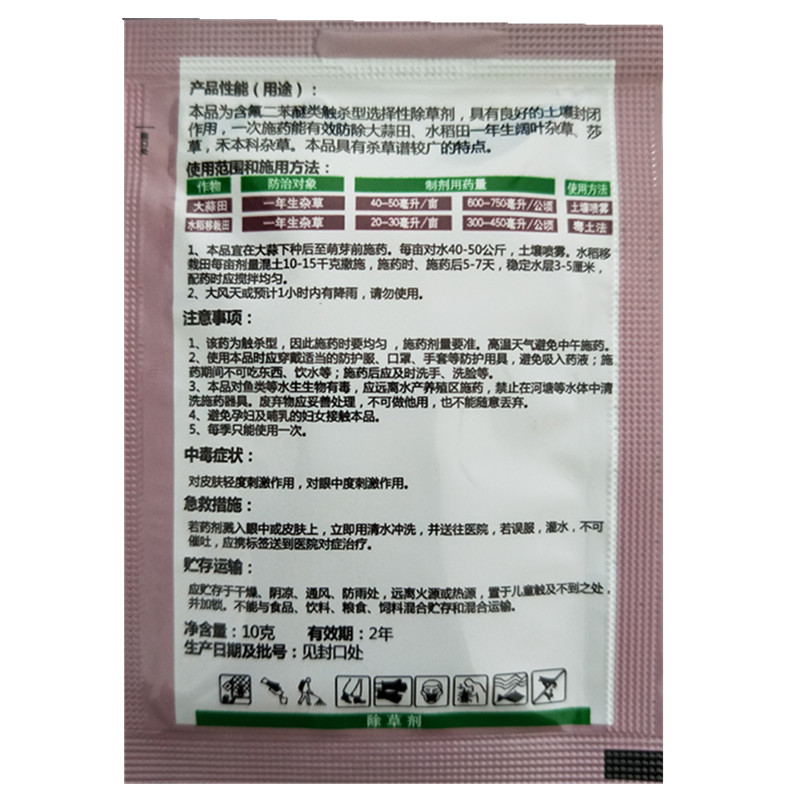 产品性能（用途）：
本品为含氟二苯醚类触杀型选择性除草剂，具有良好的土壤封闭
作用，一次施药能有效防除大蒜田、水稻田一年生阔叶杂草、莎
草，禾本科杂草。本品具有杀草谱较广的特点。
使用范围和施用方法：
作物 防治对象 制剂用药量 使用方法
大蒜田 一年生杂草 40-50毫升/亩 600-750毫升/公顷 土壤喷雾
水稻移栽田 一年生杂草 20-30毫升/亩 300-450毫升/公顷 毒土法
1、本品宜在大蒜下种后至萌芽前施药。每亩对水40-50公斤，土壤喷雾。水稻移
栽田每亩剂量混土10-15千克撒施，施药时、施药后5-7天，稳定水层3-5厘米，
配药时应搅拌均匀。
2、大风天或预计1小时内有降雨，请勿使用。
注意事项：
1、该药为触杀型，因此施药时要均匀，施药剂量要准。高温天气避免中午施药。
2、使用本品时应穿戴适当的防护服、口罩、手套等防护用具，避免吸入药液；施
药期间不可吃东西、饮水等；施药后应及时洗手、洗脸等。
3、本品对鱼类等水生生物有毒，应远离水产养殖区施药，禁止在河塘等水体中清
洗施药器具。废弃物应妥善处理，不可做他用，也不能随意丢弃。
4、避免孕妇及哺乳的妇女接触本品。
5、每季只能使用一次。
中毒症状：
对皮肤轻度刺激作用，对眼中度刺激作用。
急救措施：
若药剂溅入眼中或皮肤上，立即用清水冲洗，并送往医院，若误服，灌水，不可
催吐，应携标签送到医院对症治疗。
贮存运输：
应贮存于干燥、阴凉、通风、防雨处，远离火源或热源，置于儿童触及不到之处，
并加锁。不能与食品、饮料、粮食、饲料混合贮存和混合运输。
净含量：10克 有效期：2年
生产日期及批号：见封口处
除草剂